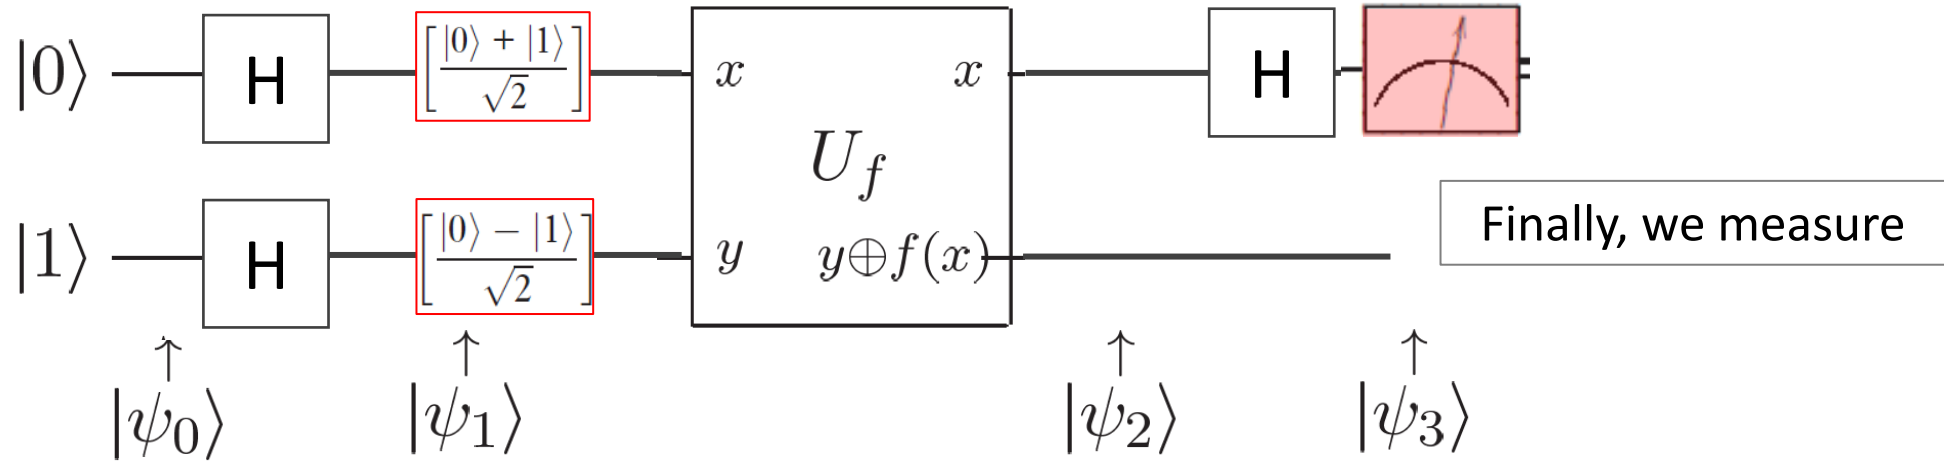 |0⟩ H [|0⟩ + |1⟩ / √2] x x H
U_f
|1⟩ H [|0⟩ − |1⟩ / √2] y y⊕f(x)
Finally, we measure
↑ ↑ ↑ ↑
|ψ₀⟩ |ψ₁⟩ |ψ₂⟩ |ψ₃⟩